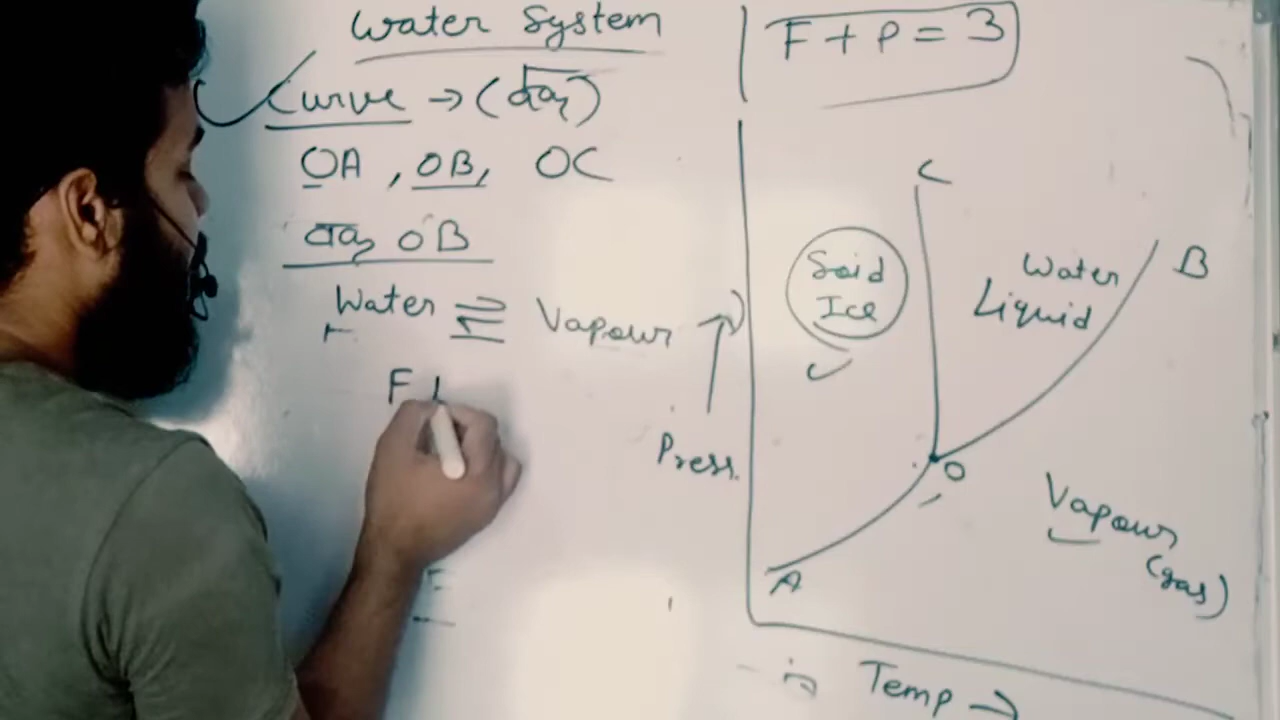 Water System
Curve → (वक्र)
OA , OB, OC
वक्र OB
Water ⇌ Vapour
F +
F + P = 3
C
B
Soid
Ice
Water
Liquid
O
A
Press.
Vapour
(gas)
Temp →